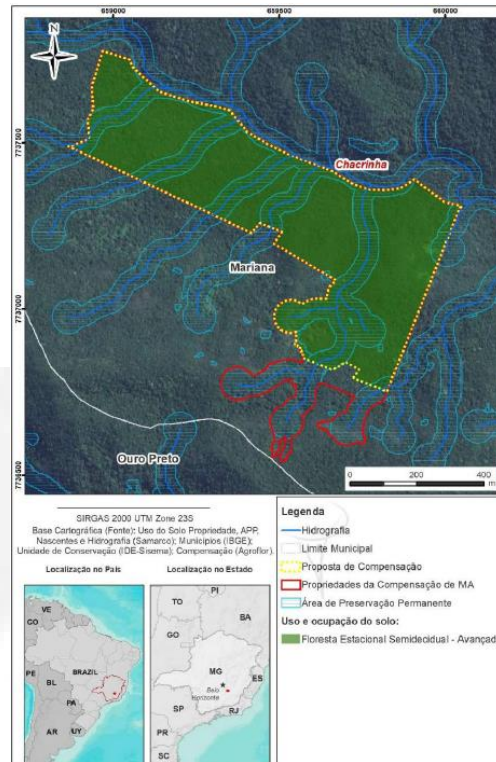 659000 659500 660000
N
7737500
Chacrinha
Mariana
7737000
Ouro Preto
7736500
0 200 400
m
SIRGAS 2000 UTM Zone 23S
Base Cartográfica (Fonte): Uso do Solo Propriedade, APP,
Nascentes e Hidrografia (Samarco); Municípios (IBGE);
Unidade de Conservação (IDE-Sisema); Compensação (Agroflor).
Localização no País
Localização no Estado
VE
CO
PE
BRAZIL
BL
PA
UY
AR
PI
TO
BA
GO
MG
Belo
Horizonte
ES
SP
RJ
PR
SC
Legenda
Hidrografia
Limite Municipal
Proposta de Compensação
Propriedades da Compensação de MA
Área de Preservação Permanente
Uso e ocupação do solo:
Floresta Estacional Semidecidual - Avançad